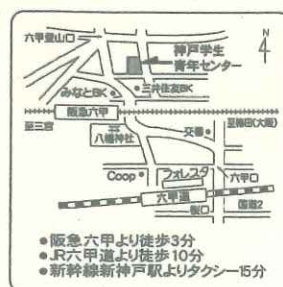 六甲登山口
N
神戸学生
青年センター
みなとBK
三井住友BK
阪急六甲
至三宮
至梅田(大阪)
八幡神社
交番
Coop
フォレスタ
六甲口
六甲道
南口
国道2
●阪急六甲より徒歩3分
●JR六甲道より徒歩10分
●新幹線新神戸駅よりタクシー15分